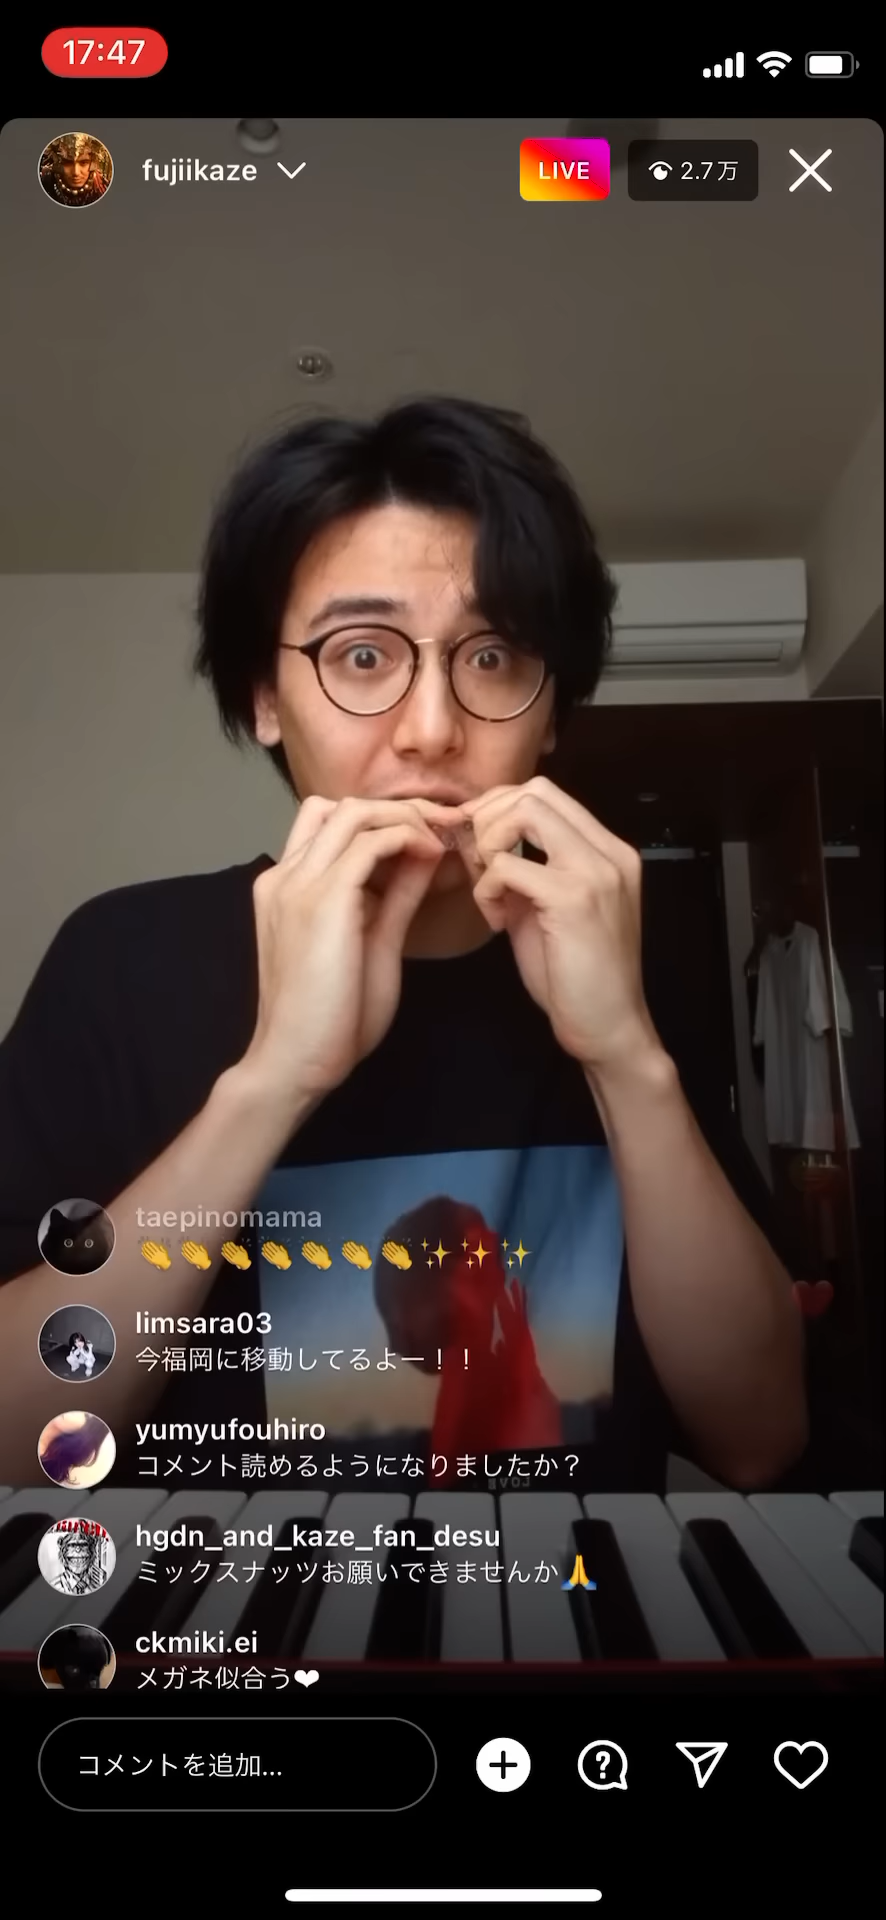 17:47
fujiikaze
LIVE
2.7万
taepinomama
👏👏👏👏👏👏👏✨✨✨
limsara03
今福岡に移動してるよー！！
yumyufouhiro
コメント読めるようになりましたか？
LOVE
hgdn_and_kaze_fan_desu
ミックスナッツお願いできませんか🙏
ckmiki.ei
メガネ似合う❤
コメントを追加...